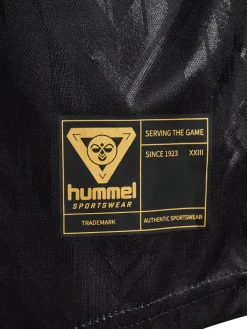 SERVING THE GAME
SINCE 1923 XXIII
hummel
SPORTSWEAR
TRADEMARK
AUTHENTIC SPORTSWEAR